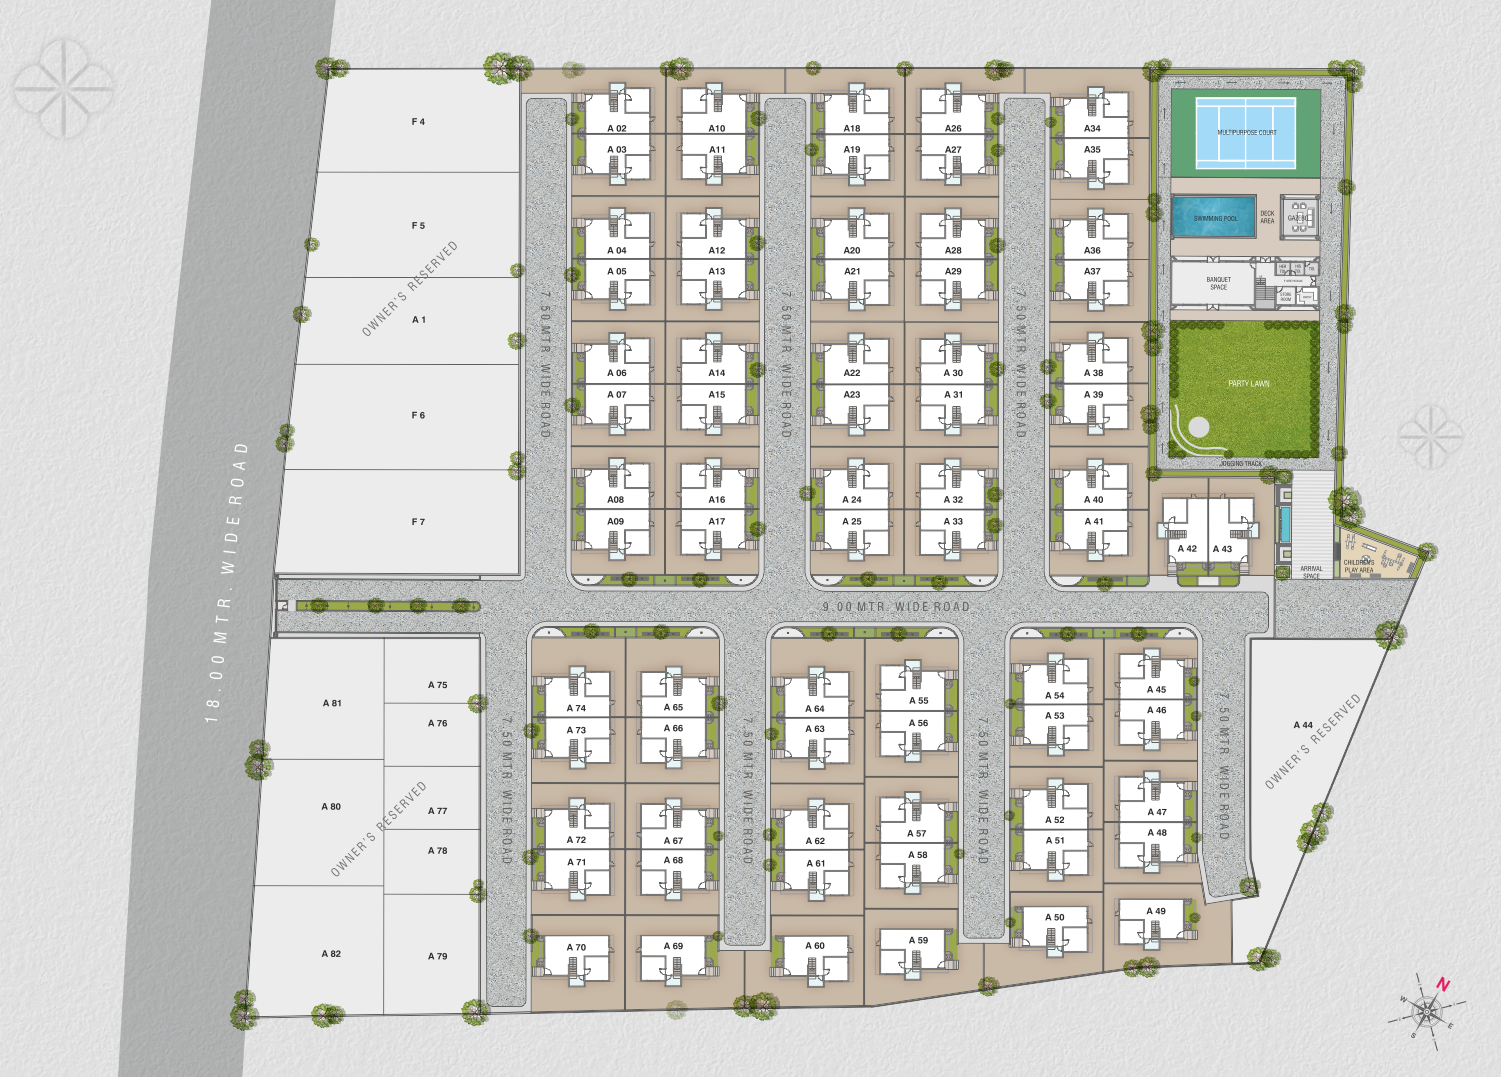 F 4
F 5
OWNER'S RESERVED
A 1
F 6
F 7
18.00 MTR. WIDE ROAD
A 02
A 03
A 04
A 05
A 06
A 07
A08
A09
7.50 MTR. WIDE ROAD
A10
A11
A12
A13
A14
A15
A16
A17
7.50 MTR. WIDE ROAD
A18
A19
A20
A21
A22
A23
A 24
A 25
A26
A27
A28
A29
A 30
A 31
A 32
A 33
7.50 MTR. WIDE ROAD
A34
A35
A36
A37
A 38
A 39
A 40
A 41
MULTIPURPOSE COURT
SWIMMING POOL
DECK
AREA
GAZEBO
BANQUET
SPACE
STORE
ROOM
PARTY LAWN
JOGGING TRACK
A 42
A 43
ARRIVAL
SPACE
CHILDREN'S
PLAY AREA
9.00 MTR. WIDE ROAD
A 81
A 75
A 76
A 80
A 77
A 78
OWNER'S RESERVED
A 82
A 79
7.50 MTR. WIDE ROAD
A 74
A 73
A 72
A 71
A 70
A 65
A 66
A 67
A 68
A 69
7.50 MTR. WIDE ROAD
A 64
A 63
A 62
A 61
A 60
A 55
A 56
A 57
A 58
A 59
7.50 MTR. WIDE ROAD
A 54
A 53
A 52
A 51
A 50
A 45
A 46
A 47
A 48
A 49
7.50 MTR. WIDE ROAD
A 44
OWNER'S RESERVED
N
W
E
S